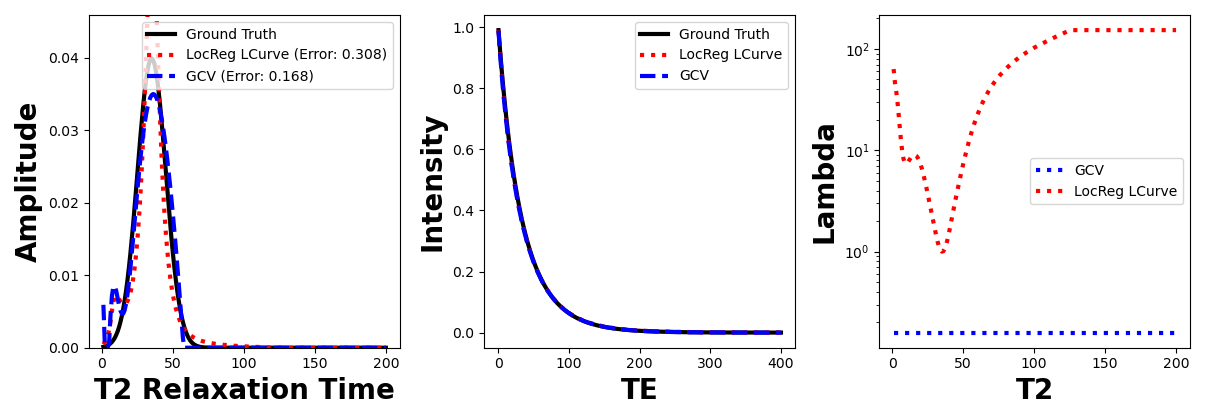 Amplitude
0.04
0.03
0.02
0.01
0.00
0 50 100 150 200
T2 Relaxation Time
Ground Truth
LocReg LCurve (Error: 0.308)
GCV (Error: 0.168)
Intensity
1.0
0.8
0.6
0.4
0.2
0.0
0 100 200 300 400
TE
Ground Truth
LocReg LCurve
GCV
Lambda
10²
10¹
10⁰
0 50 100 150 200
T2
GCV
LocReg LCurve